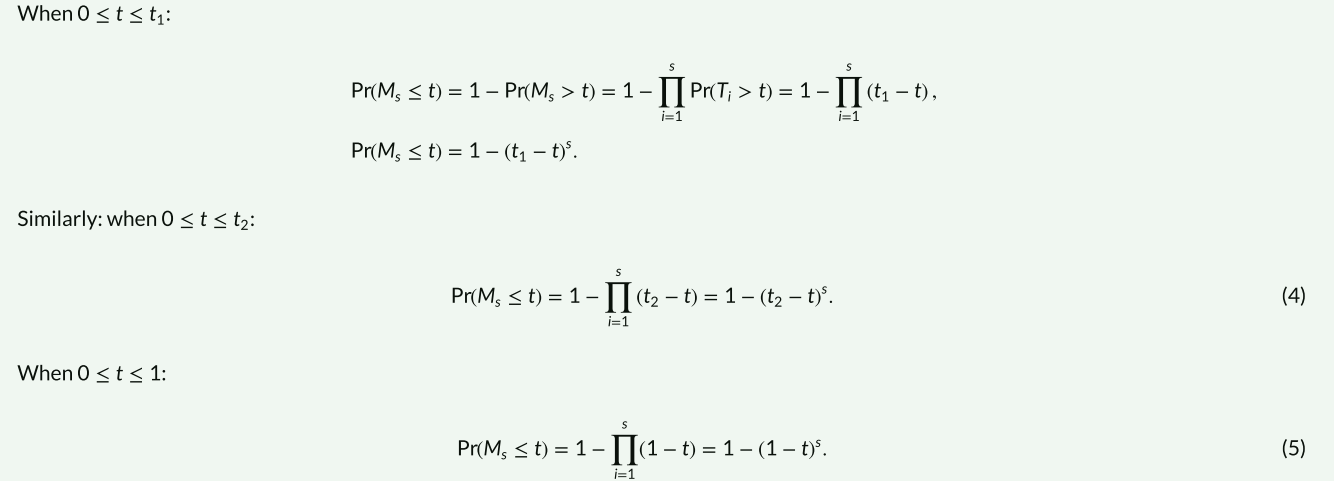 When 0 ≤ t ≤ t₁:
Pr(Mₛ ≤ t) = 1 − Pr(Mₛ > t) = 1 − ∏ᵢ₌₁ˢ Pr(Tᵢ > t) = 1 − ∏ᵢ₌₁ˢ (t₁ − t) ,
Pr(Mₛ ≤ t) = 1 − (t₁ − t)ˢ.
Similarly: when 0 ≤ t ≤ t₂:
Pr(Mₛ ≤ t) = 1 − ∏ᵢ₌₁ˢ (t₂ − t) = 1 − (t₂ − t)ˢ. (4)
When 0 ≤ t ≤ 1:
Pr(Mₛ ≤ t) = 1 − ∏ᵢ₌₁ˢ (1 − t) = 1 − (1 − t)ˢ. (5)